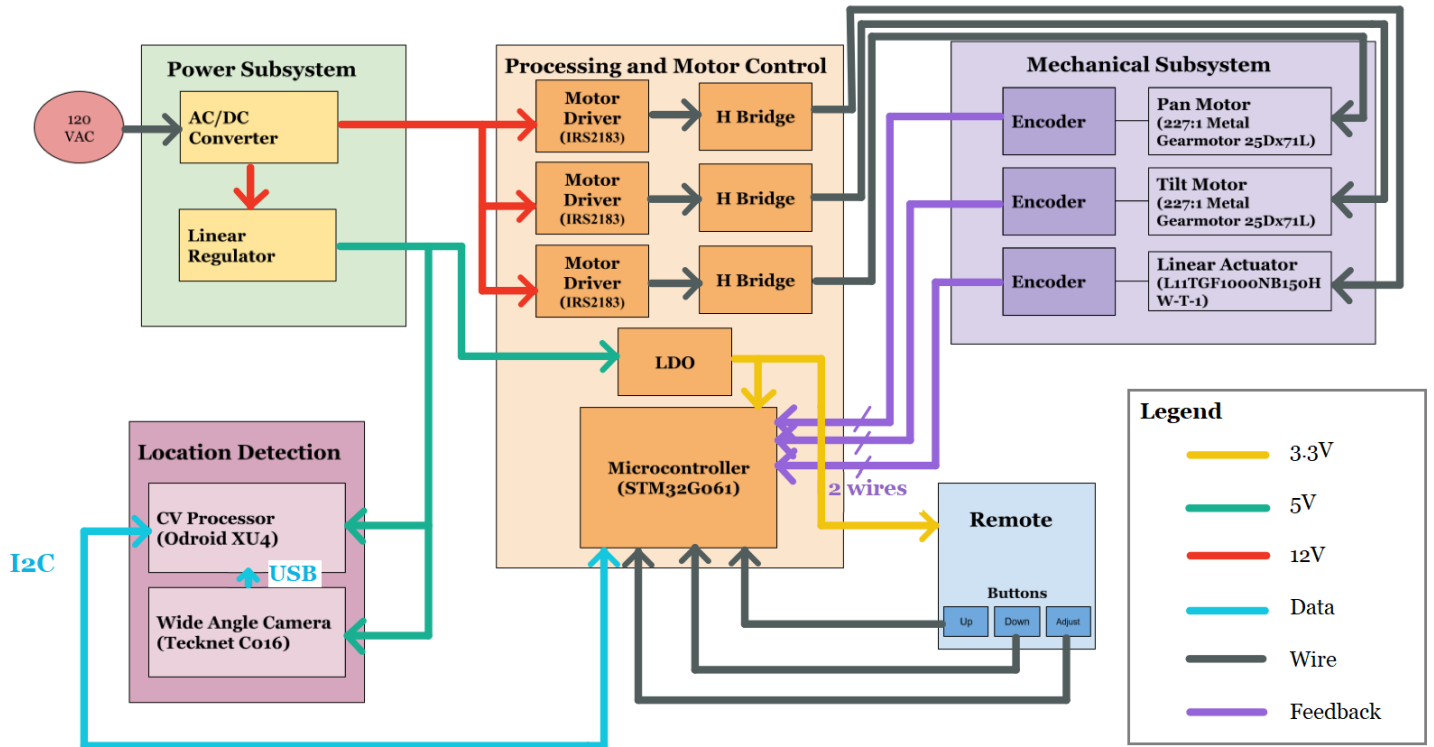 Power Subsystem
120
VAC
AC/DC
Converter
Linear
Regulator
Processing and Motor Control
Motor
Driver
(IRS2183)
H Bridge
Motor
Driver
(IRS2183)
H Bridge
Motor
Driver
(IRS2183)
H Bridge
LDO
Microcontroller
(STM32G061)
Mechanical Subsystem
Encoder
Pan Motor
(227:1 Metal
Gearmotor 25Dx71L)
Encoder
Tilt Motor
(227:1 Metal
Gearmotor 25Dx71L)
Encoder
Linear Actuator
(L11TGF1000NB150H
W-T-1)
2 wires
Location Detection
CV Processor
(Odroid XU4)
USB
Wide Angle Camera
(Tecknet C016)
I2C
Remote
Buttons
Up
Down
Adjust
Legend
3.3V
5V
12V
Data
Wire
Feedback